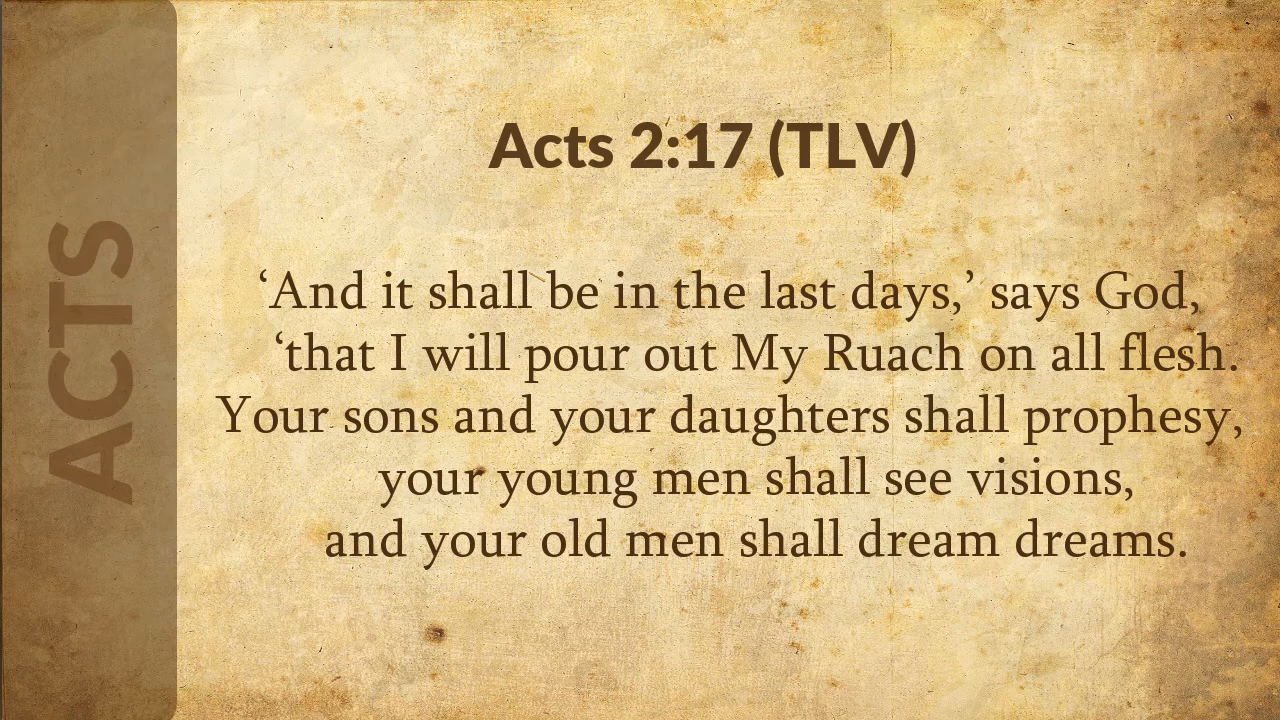 ACTS
Acts 2:17 (TLV)
‘And it shall be in the last days,’ says God,
‘that I will pour out My Ruach on all flesh.
Your sons and your daughters shall prophesy,
your young men shall see visions,
and your old men shall dream dreams.